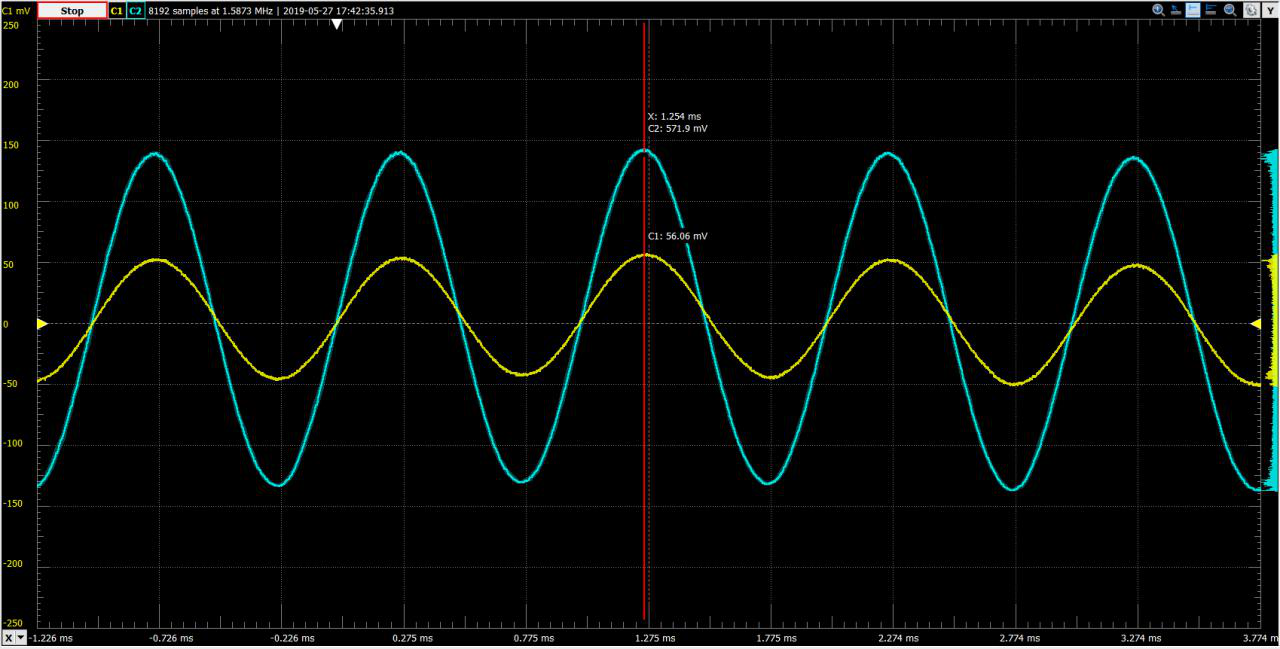 C1 mV Stop C1 C2 8192 samples at 1.5873 MHz | 2019-05-27 17:42:35.913 Y
250
200
X: 1.254 ms
C2: 571.9 mV
150
100
C1: 56.06 mV
50
0
-50
-100
-150
-200
-250
X -1.226 ms -0.726 ms -0.226 ms 0.275 ms 0.775 ms 1.275 ms 1.775 ms 2.274 ms 2.774 ms 3.274 ms 3.774 m